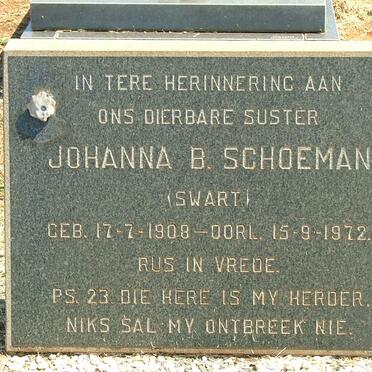 IN TERE HERINNERING AAN
ONS DIERBARE SUSTER
JOHANNA B. SCHOEMAN
(SWART)
GEB. 17-7-1908 — OORL. 15-9-1972.
RUS IN VREDE.
PS. 23. DIE HERE IS MY HERDER.
NIKS SAL MY ONTBREEK NIE.